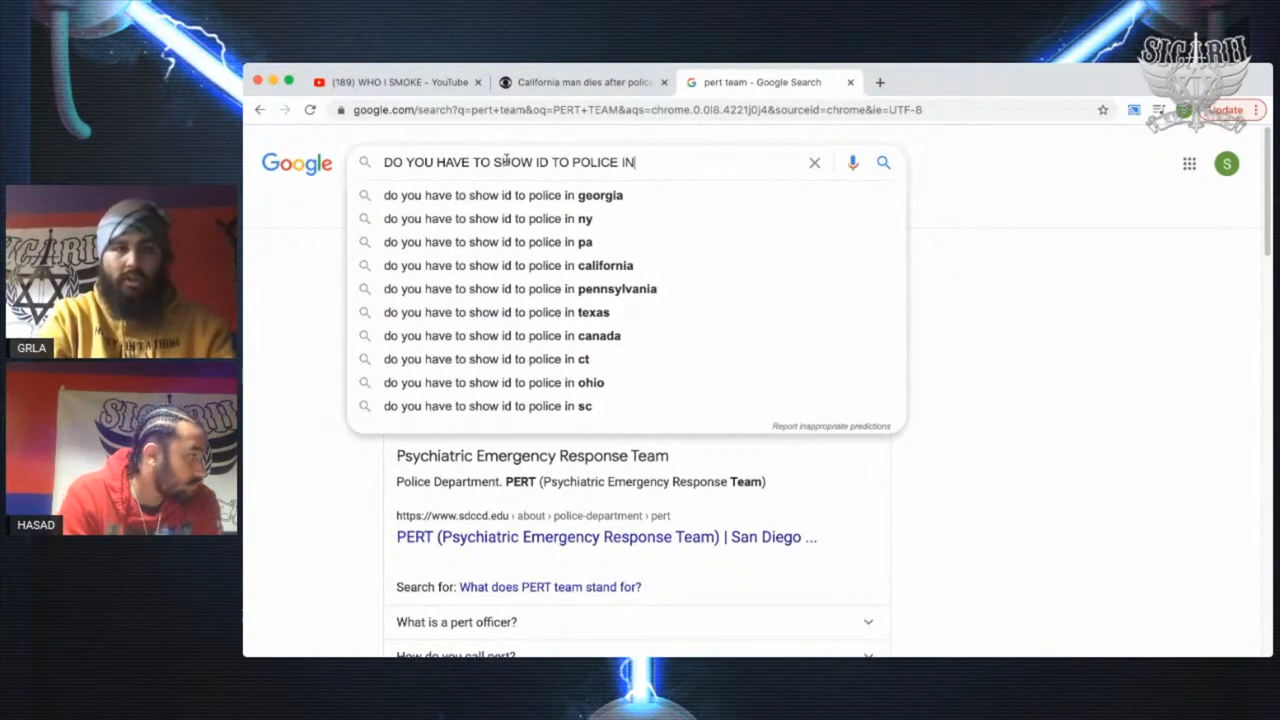 SICARII
(189) WHO I SMOKE - YouTube
California man dies after police
pert team - Google Search
google.com/search?q=pert+team&oq=PERT+TEAM&aqs=chrome.0.0l8.4221j0j4&sourceid=chrome&ie=UTF-8
Update
Google
DO YOU HAVE TO SHOW ID TO POLICE IN
do you have to show id to police in georgia
do you have to show id to police in ny
do you have to show id to police in pa
do you have to show id to police in california
do you have to show id to police in pennsylvania
do you have to show id to police in texas
do you have to show id to police in canada
do you have to show id to police in ct
do you have to show id to police in ohio
do you have to show id to police in sc
Report inappropriate predictions
S
SICARII
GRLA
HASAD
Psychiatric Emergency Response Team
Police Department. PERT (Psychiatric Emergency Response Team)
https://www.sdccd.edu › about › police-department › pert
PERT (Psychiatric Emergency Response Team) | San Diego ...
Search for: What does PERT team stand for?
What is a pert officer?
How do you call pert?